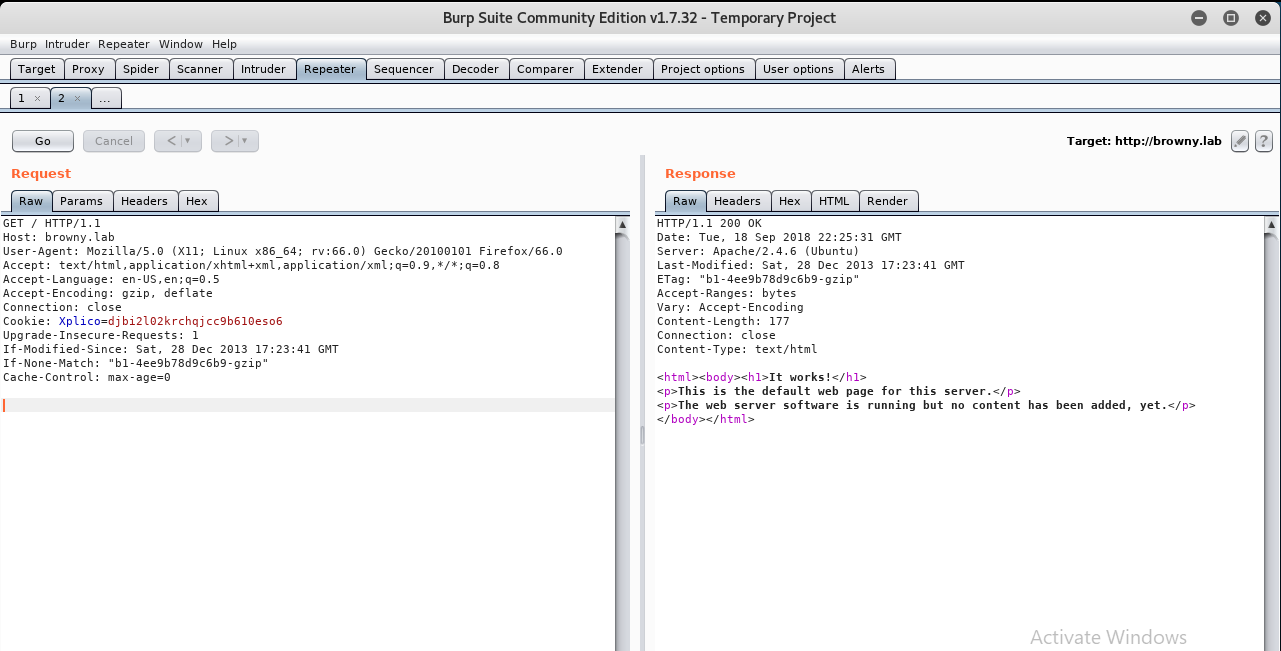 Burp Suite Community Edition v1.7.32 - Temporary Project
Burp Intruder Repeater Window Help
Target Proxy Spider Scanner Intruder Repeater Sequencer Decoder Comparer Extender Project options User options Alerts
1 × 2 × ...
Go Cancel < | ▾ > | ▾ Target: http://browny.lab ?
Request
Raw Params Headers Hex
GET / HTTP/1.1
Host: browny.lab
User-Agent: Mozilla/5.0 (X11; Linux x86_64; rv:66.0) Gecko/20100101 Firefox/66.0
Accept: text/html,application/xhtml+xml,application/xml;q=0.9,*/*;q=0.8
Accept-Language: en-US,en;q=0.5
Accept-Encoding: gzip, deflate
Connection: close
Cookie: Xplico=djbi2l02krchqjcc9b610eso6
Upgrade-Insecure-Requests: 1
If-Modified-Since: Sat, 28 Dec 2013 17:23:41 GMT
If-None-Match: "b1-4ee9b78d9c6b9-gzip"
Cache-Control: max-age=0
Response
Raw Headers Hex HTML Render
HTTP/1.1 200 OK
Date: Tue, 18 Sep 2018 22:25:31 GMT
Server: Apache/2.4.6 (Ubuntu)
Last-Modified: Sat, 28 Dec 2013 17:23:41 GMT
ETag: "b1-4ee9b78d9c6b9-gzip"
Accept-Ranges: bytes
Vary: Accept-Encoding
Content-Length: 177
Connection: close
Content-Type: text/html
<html><body><h1>It works!</h1>
<p>This is the default web page for this server.</p>
<p>The web server software is running but no content has been added, yet.</p>
</body></html>
Activate Windows